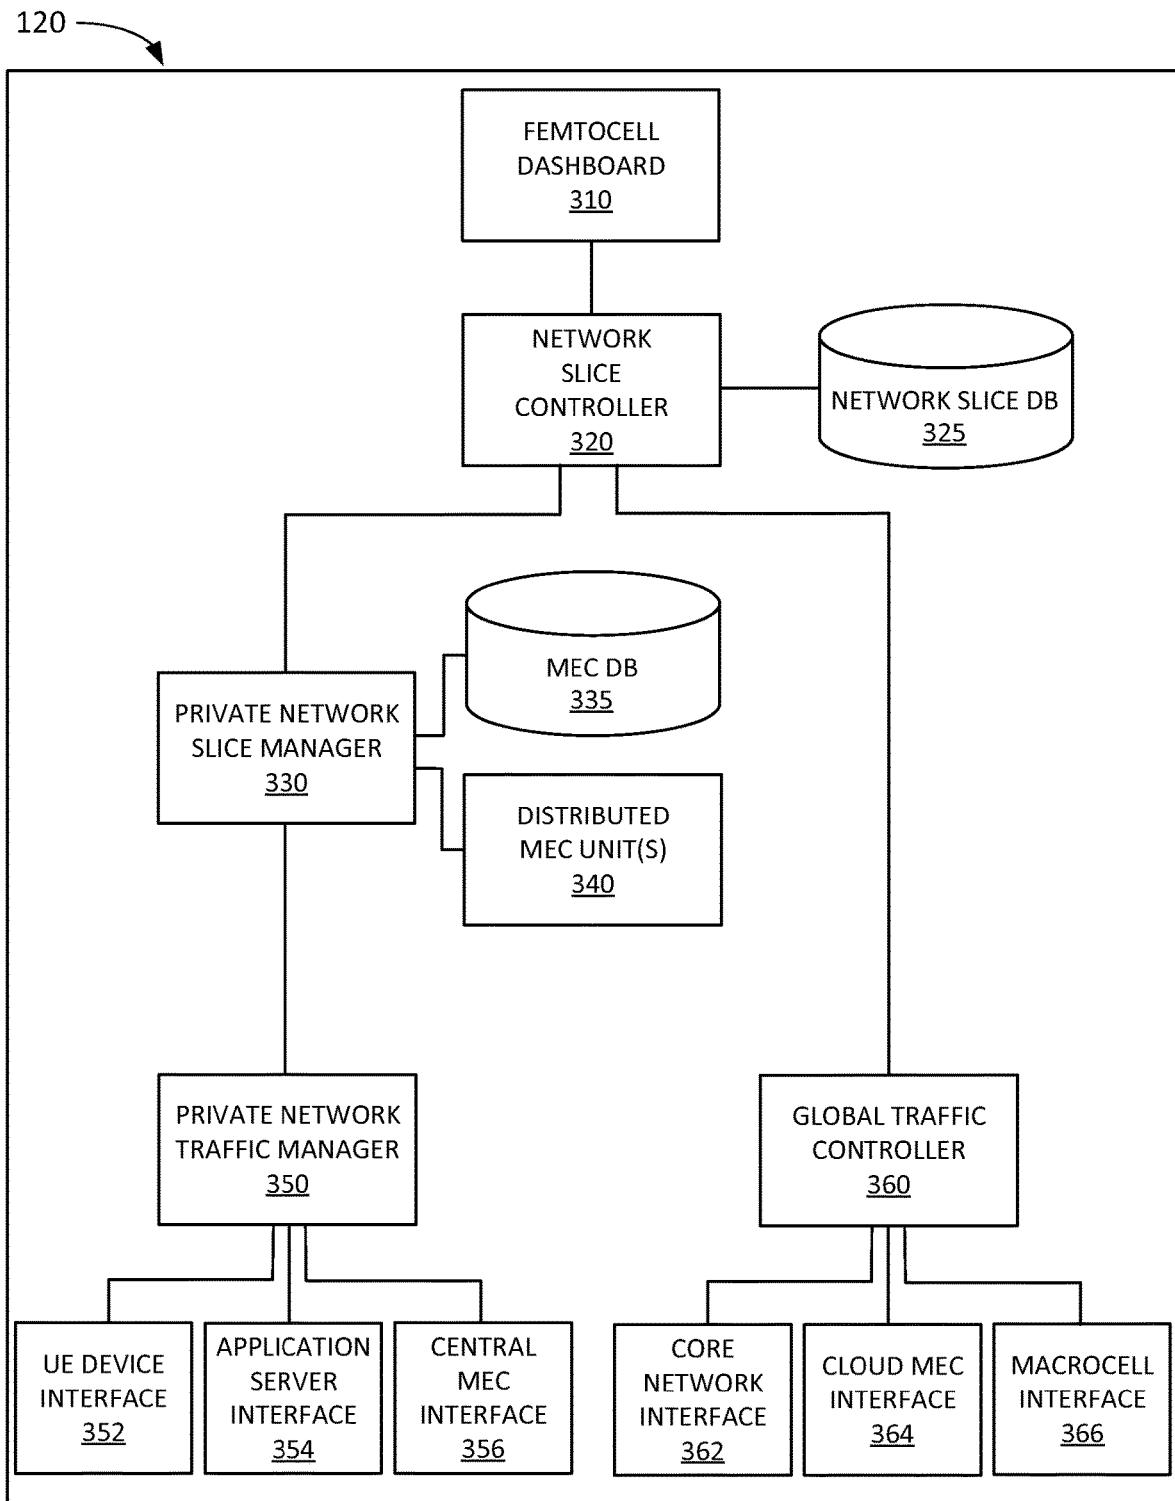 120
FEMTOCELL
DASHBOARD
310
NETWORK
SLICE
CONTROLLER
320
NETWORK SLICE DB
325
MEC DB
335
PRIVATE NETWORK
SLICE MANAGER
330
DISTRIBUTED
MEC UNIT(S)
340
PRIVATE NETWORK
TRAFFIC MANAGER
350
GLOBAL TRAFFIC
CONTROLLER
360
UE DEVICE
INTERFACE
352
APPLICATION
SERVER
INTERFACE
354
CENTRAL
MEC
INTERFACE
356
CORE
NETWORK
INTERFACE
362
CLOUD MEC
INTERFACE
364
MACROCELL
INTERFACE
366